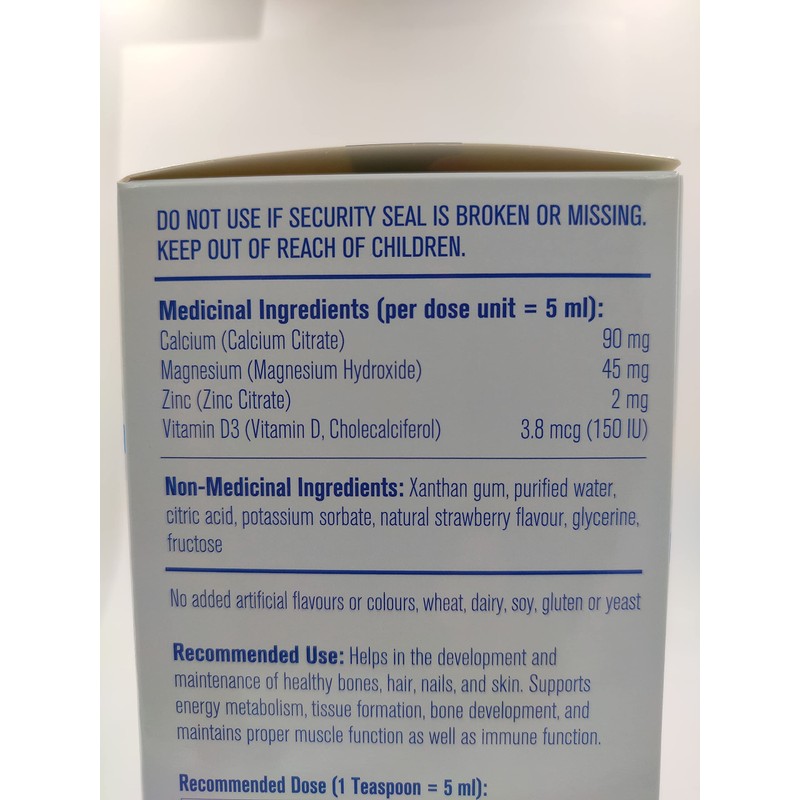 DO NOT USE IF SECURITY SEAL IS BROKEN OR MISSING.
KEEP OUT OF REACH OF CHILDREN.
Medicinal Ingredients (per dose unit = 5 ml):
Calcium (Calcium Citrate) 90 mg
Magnesium (Magnesium Hydroxide) 45 mg
Zinc (Zinc Citrate) 2 mg
Vitamin D3 (Vitamin D, Cholecalciferol) 3.8 mcg (150 IU)
Non-Medicinal Ingredients: Xanthan gum, purified water,
citric acid, potassium sorbate, natural strawberry flavour, glycerine,
fructose
No added artificial flavours or colours, wheat, dairy, soy, gluten or yeast
Recommended Use: Helps in the development and
maintenance of healthy bones, hair, nails, and skin. Supports
energy metabolism, tissue formation, bone development, and
maintains proper muscle function as well as immune function.
Recommended Dose (1 Teaspoon = 5 ml):